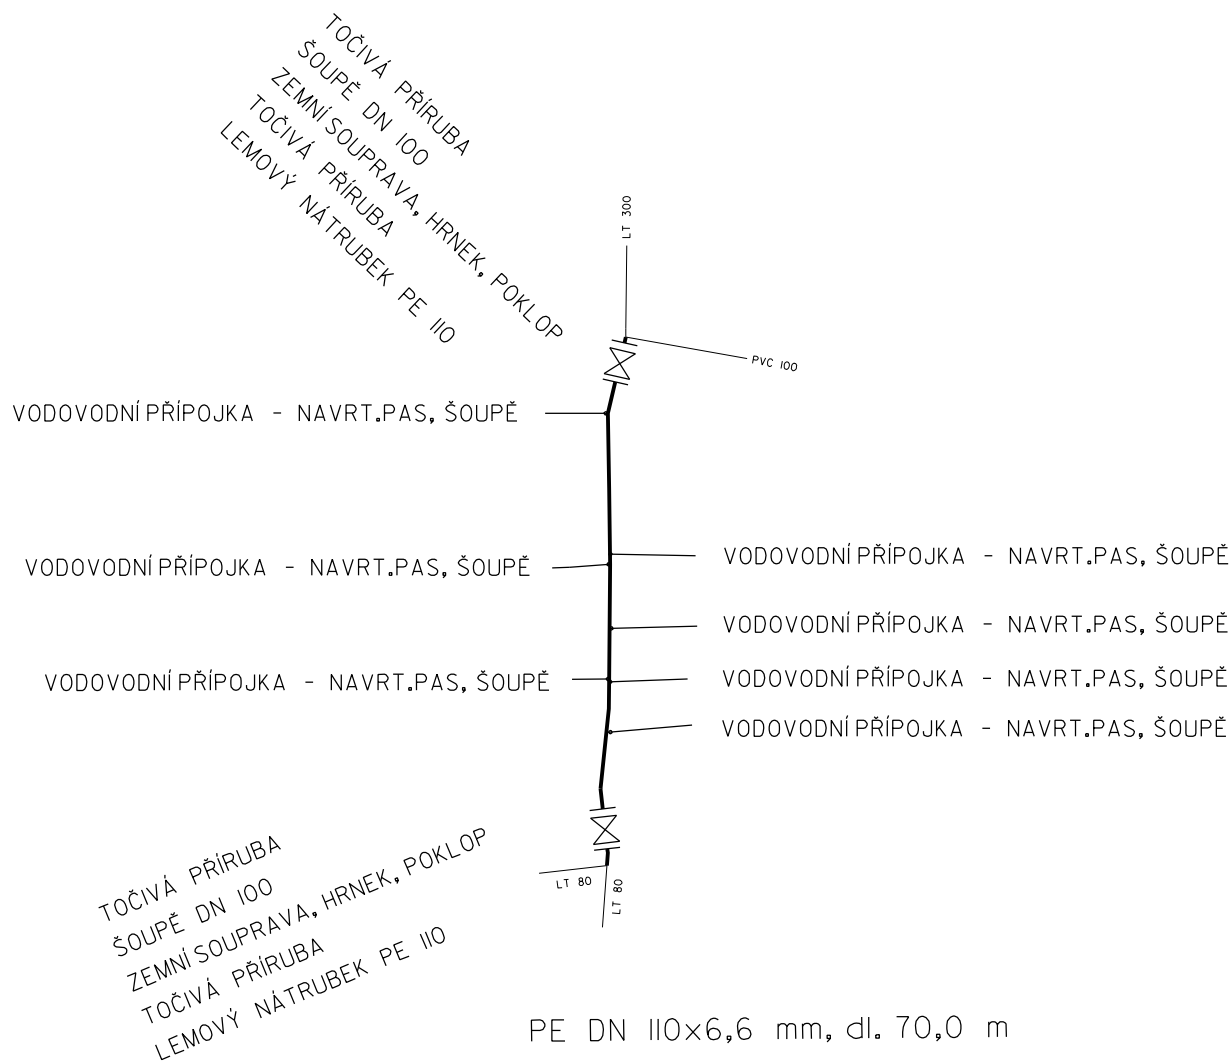 TOČIVÁ PŘÍRUBA
ŠOUPĚ DN 100
ZEMNÍ SOUPRAVA, HRNEK, POKLOP
TOČIVÁ PŘÍRUBA
LEMOVÝ NÁTRUBEK PE 110
LT 300
PVC 100
VODOVODNÍ PŘÍPOJKA - NAVRT.PAS, ŠOUPĚ
VODOVODNÍ PŘÍPOJKA - NAVRT.PAS, ŠOUPĚ
VODOVODNÍ PŘÍPOJKA - NAVRT.PAS, ŠOUPĚ
VODOVODNÍ PŘÍPOJKA - NAVRT.PAS, ŠOUPĚ
VODOVODNÍ PŘÍPOJKA - NAVRT.PAS, ŠOUPĚ
VODOVODNÍ PŘÍPOJKA - NAVRT.PAS, ŠOUPĚ
VODOVODNÍ PŘÍPOJKA - NAVRT.PAS, ŠOUPĚ
TOČIVÁ PŘÍRUBA
ŠOUPĚ DN 100
ZEMNÍ SOUPRAVA, HRNEK, POKLOP
TOČIVÁ PŘÍRUBA
LEMOVÝ NÁTRUBEK PE 110
LT 80
LT 80
PE DN 110x6,6 mm, dl. 70,0 m